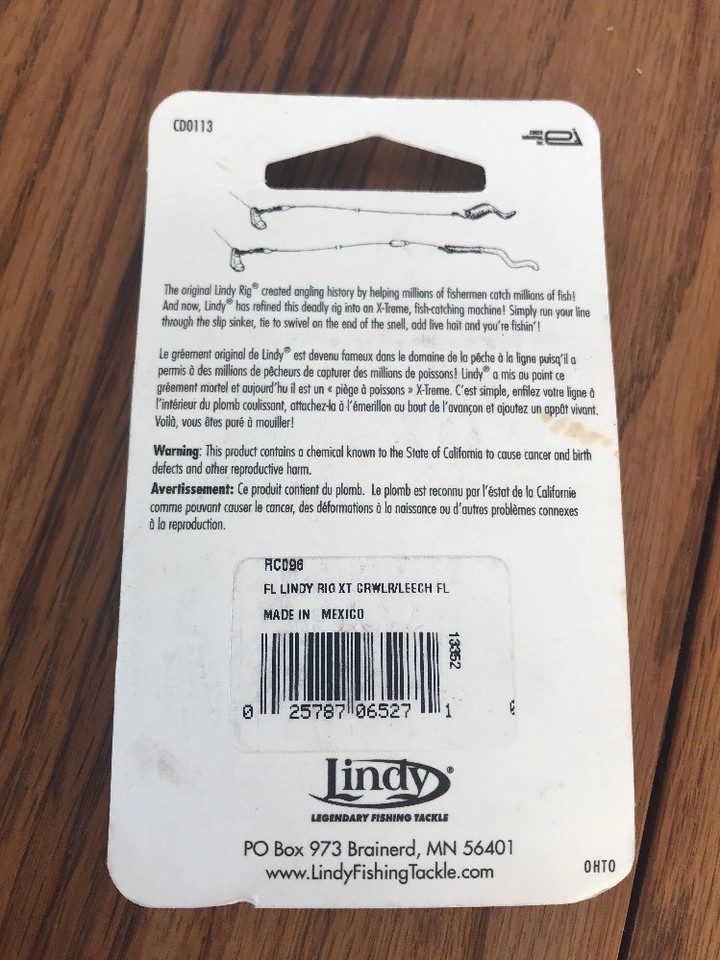 CD0113
The original Lindy Rig® created angling history by helping millions of fishermen catch millions of fish!
And now, Lindy® has refined this deadly rig into an X-Treme, fish-catching machine! Simply run your line
through the slip sinker, tie to swivel on the end of the snell, add live bait and you're fishin'!
Le gréement original de Lindy® est devenu fameux dans le domaine de la pêche à la ligne puisq'il a
permis à des millions de pêcheurs de capturer des millions de poissons! Lindy® a mis au point ce
gréement mortel et aujourd'hu il est un « piège à poissons » X-Treme. C'est simple, enfilez votre ligne à
l'intérieur du plomb coulissant, attachez-la à l'émerillon au bout de l'avançon et ajoutez un appât vivant.
Voilà, vous êtes paré à mouiller!
Warning: This product contains a chemical known to the State of California to cause cancer and birth
defects and other reproductive harm.
Avertissement: Ce produit contient du plomb. Le plomb est reconnu par l'éstat de la Californie
comme pouvant causer le cancer, des déformations à la naissance ou d'autres problèmes connexes
à la reproduction.
RC096
FL LINDY RIG XT CRWLR/LEECH FL
MADE IN MEXICO
13352
0 25787 06527 1
Lindy®
LEGENDARY FISHING TACKLE
PO Box 973 Brainerd, MN 56401
www.LindyFishingTackle.com
OHTO